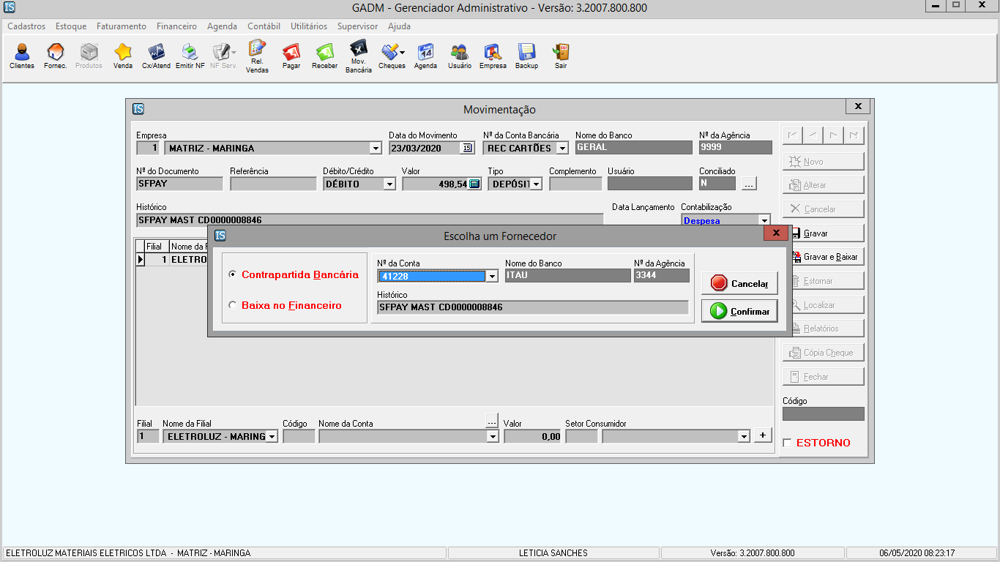 IS GADM - Gerenciador Administrativo - Versão: 3.2007.800.800 X
Cadastros Estoque Faturamento Financeiro Agenda Contábil Utilitários Supervisor Ajuda
Clientes Fornec. Produtos Venda Cx/Atend Emitir NF NF Serv. Rel. Vendas Pagar Receber Mov. Bancária Cheques Agenda Usuário Empresa Backup Sair
IS Movimentação X
Empresa Data do Movimento Nº da Conta Bancária Nome do Banco Nº da Agência
1 MATRIZ - MARINGA 23/03/2020 15 REC CARTÕES GERAL 9999
Nº do Documento Referência Débito/Crédito Valor Tipo Complemento Usuário Conciliado
SFPAY DÉBITO 498,54 DEPÓSIT N ...
Histórico Data Lançamento Contabilização
SFPAY MAST CD0000008846 Despesa
Filial Nome da F
1 ELETRO
Novo
Alterar
Cancelar
Gravar
Gravar e Baixar
Estornar
Localizar
Relatórios
Cópia Cheque
Fechar
Código
ESTORNO
IS Escolha um Fornecedor X
Contrapartida Bancária
Baixa no Financeiro
Nº da Conta Nome do Banco Nº da Agência
41228 ITAU 3344
Histórico
SFPAY MAST CD0000008846
Cancelar
Confirmar
Filial Nome da Filial Código Nome da Conta ... Valor Setor Consumidor
1 ELETROLUZ - MARING 0,00 +
ELETROLUZ MATERIAIS ELETRICOS LTDA - MATRIZ - MARINGA LETICIA SANCHES Versão: 3.2007.800.800 06/05/2020 08:23:17